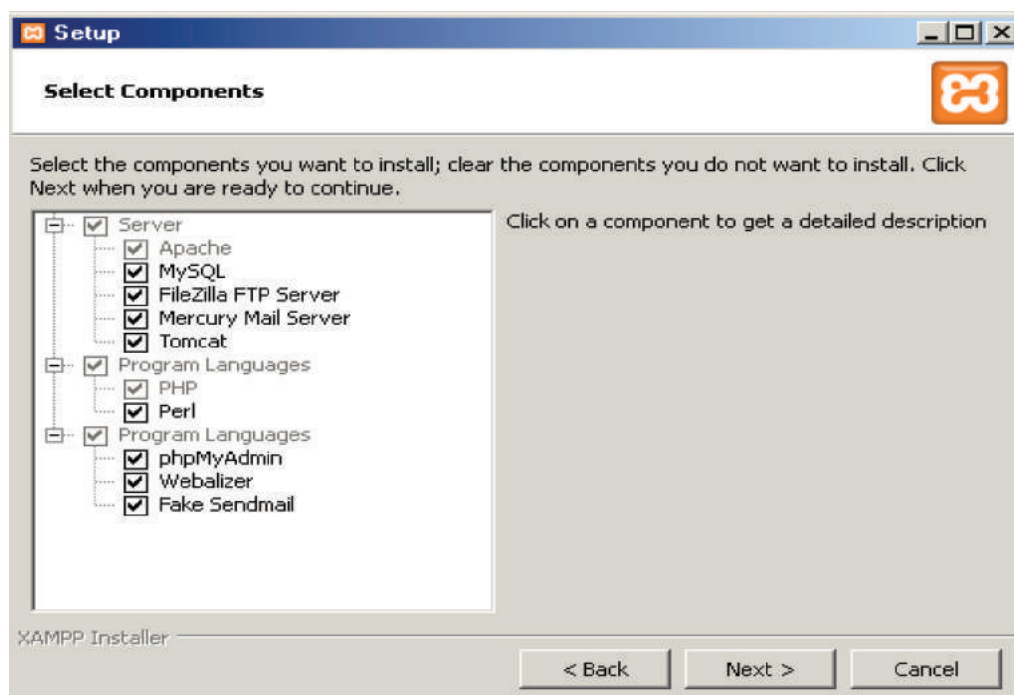 Setup
Select Components
Select the components you want to install; clear the components you do not want to install. Click
Next when you are ready to continue.
Server
Apache
MySQL
FileZilla FTP Server
Mercury Mail Server
Tomcat
Program Languages
PHP
Perl
Program Languages
phpMyAdmin
Webalizer
Fake Sendmail
Click on a component to get a detailed description
XAMPP Installer
< Back
Next >
Cancel